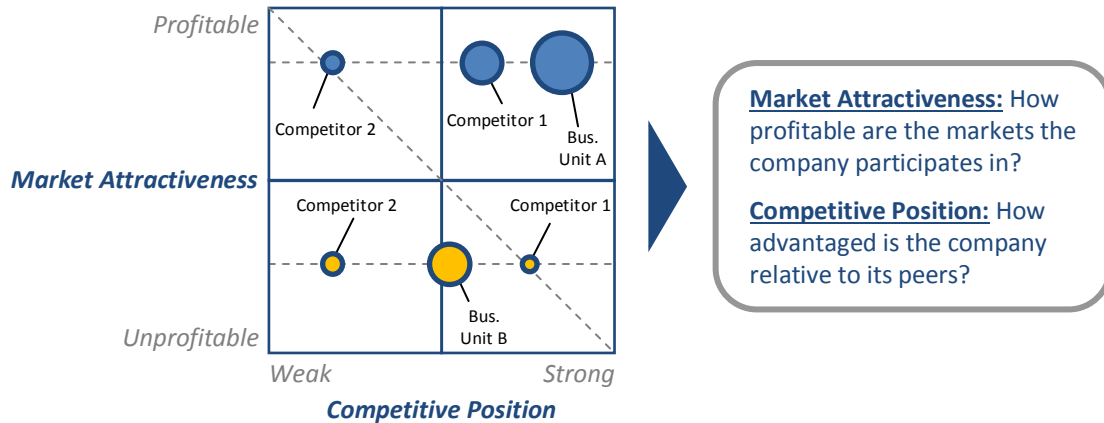 Profitable
Competitor 2
Competitor 1
Bus.
Unit A
Market Attractiveness
Competitor 2
Competitor 1
Bus.
Unit B
Unprofitable
Weak
Strong
Competitive Position
Market Attractiveness: How
profitable are the markets the
company participates in?
Competitive Position: How
advantaged is the company
relative to its peers?